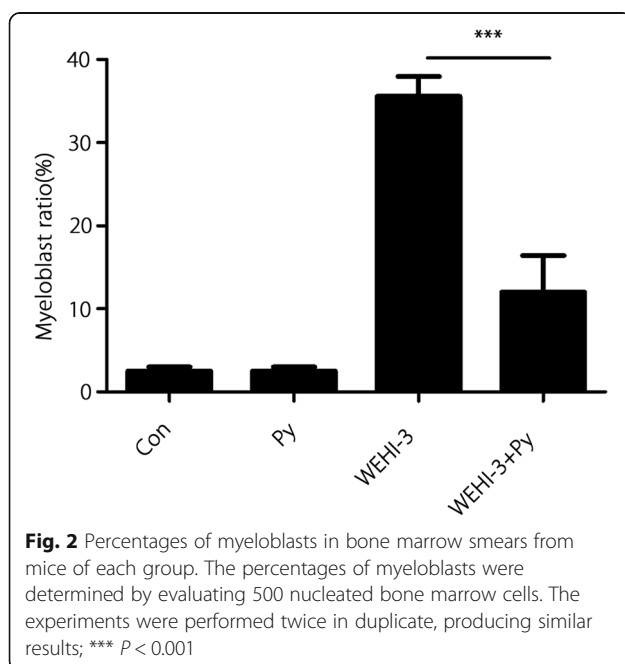 ***
40
30
20
10
0
Myeloblast ratio(%)
Con
Py
WEHI-3
WEHI-3+Py
Fig. 2 Percentages of myeloblasts in bone marrow smears from
mice of each group. The percentages of myeloblasts were
determined by evaluating 500 nucleated bone marrow cells. The
experiments were performed twice in duplicate, producing similar
results; *** P < 0.001